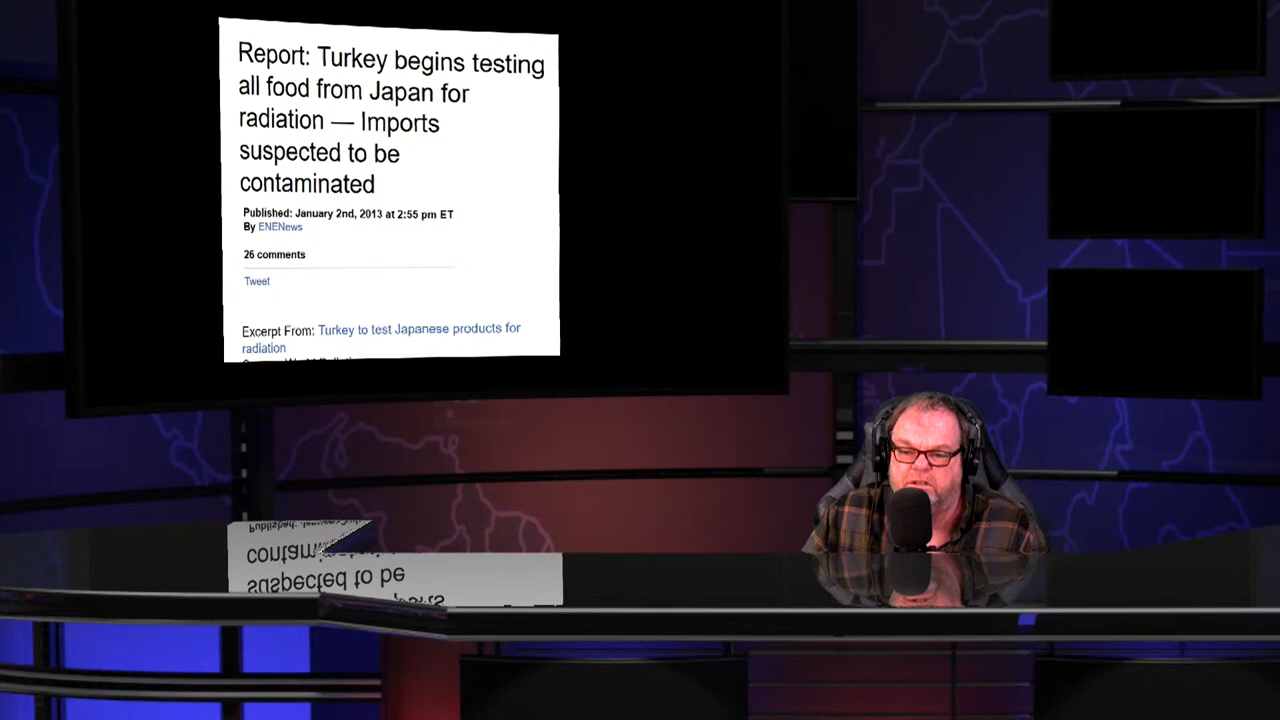 Report: Turkey begins testing
all food from Japan for
radiation — Imports
suspected to be
contaminated
Published: January 2nd, 2013 at 2:55 pm ET
By ENENews
26 comments
Tweet
Excerpt From: Turkey to test Japanese products for
radiation